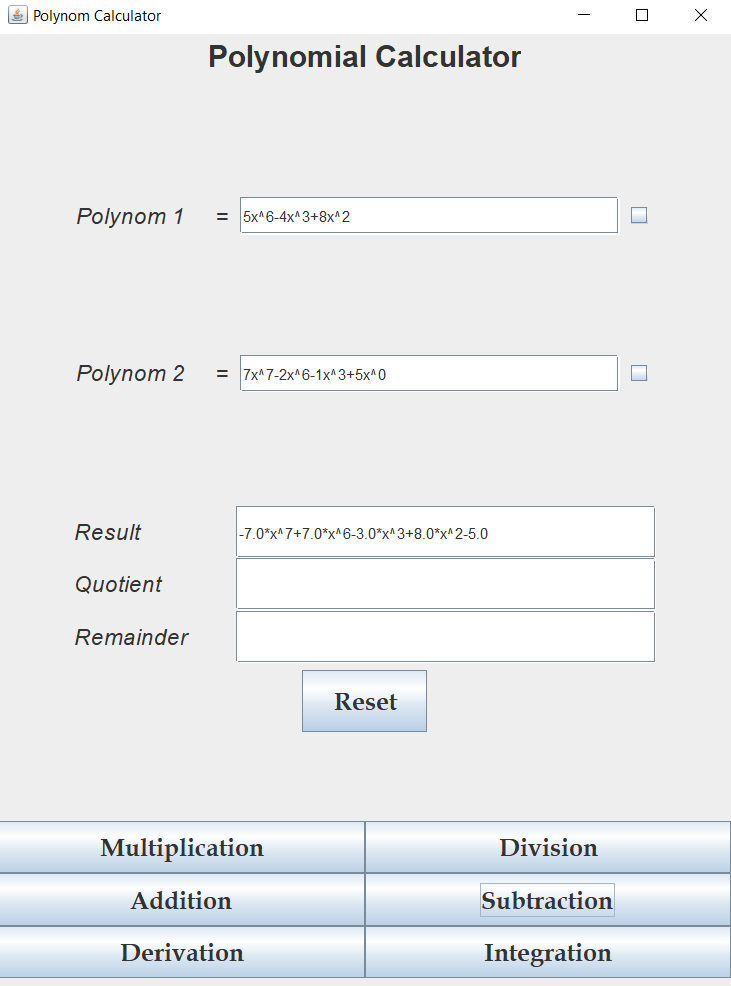 Polynom Calculator
Polynomial Calculator
Polynom 1 = 5x^6-4x^3+8x^2
Polynom 2 = 7x^7-2x^6-1x^3+5x^0
Result -7.0*x^7+7.0*x^6-3.0*x^3+8.0*x^2-5.0
Quotient
Remainder
Reset
Multiplication Division
Addition Subtraction
Derivation Integration